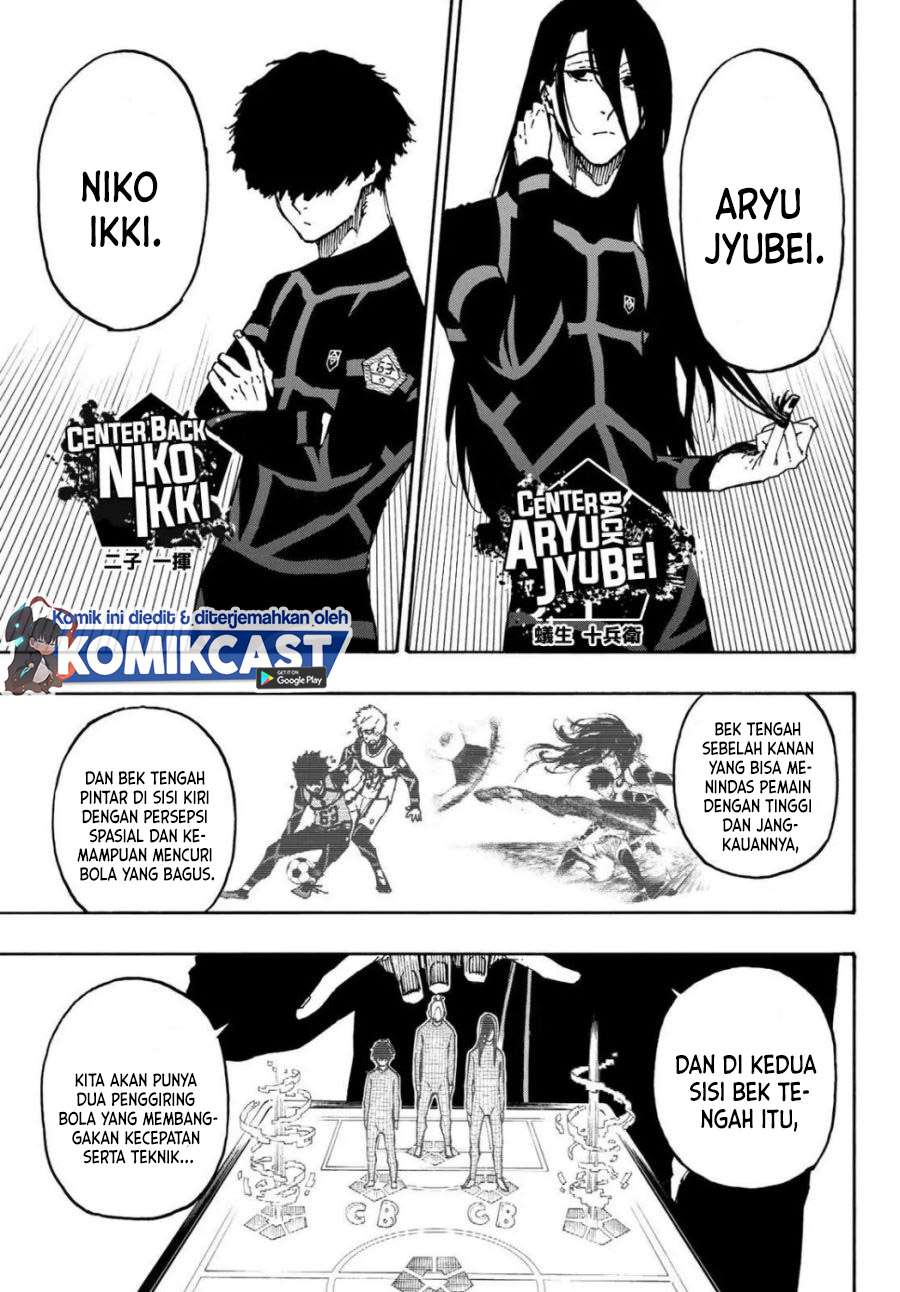 ARYU
JYUBEI.
NIKO
IKKI.
CENTER BACK
ARYU
JYUBEI
蟻生 十兵衛
63
CENTER BACK
NIKO
IKKI
二子 一揮
Komik ini diedit & diterjemahkan oleh
KOMIKCAST
GET IT ON
Google Play
BEK TENGAH
SEBELAH KANAN
YANG BISA ME-
NINDAS PEMAIN
DENGAN TINGGI
DAN JANG-
KAUANNYA,
DAN BEK TENGAH
PINTAR DI SISI KIRI
DENGAN PERSEPSI
SPASIAL DAN KE-
MAMPUAN MENCURI
BOLA YANG BAGUS.
63
DAN DI KEDUA
SISI BEK TE-
NGAH ITU,
KITA AKAN PUNYA
DUA PENGGIRING
BOLA YANG MEMBANG-
GAKAN KECEPATAN
SERTA TEKNIK...
CB
CB